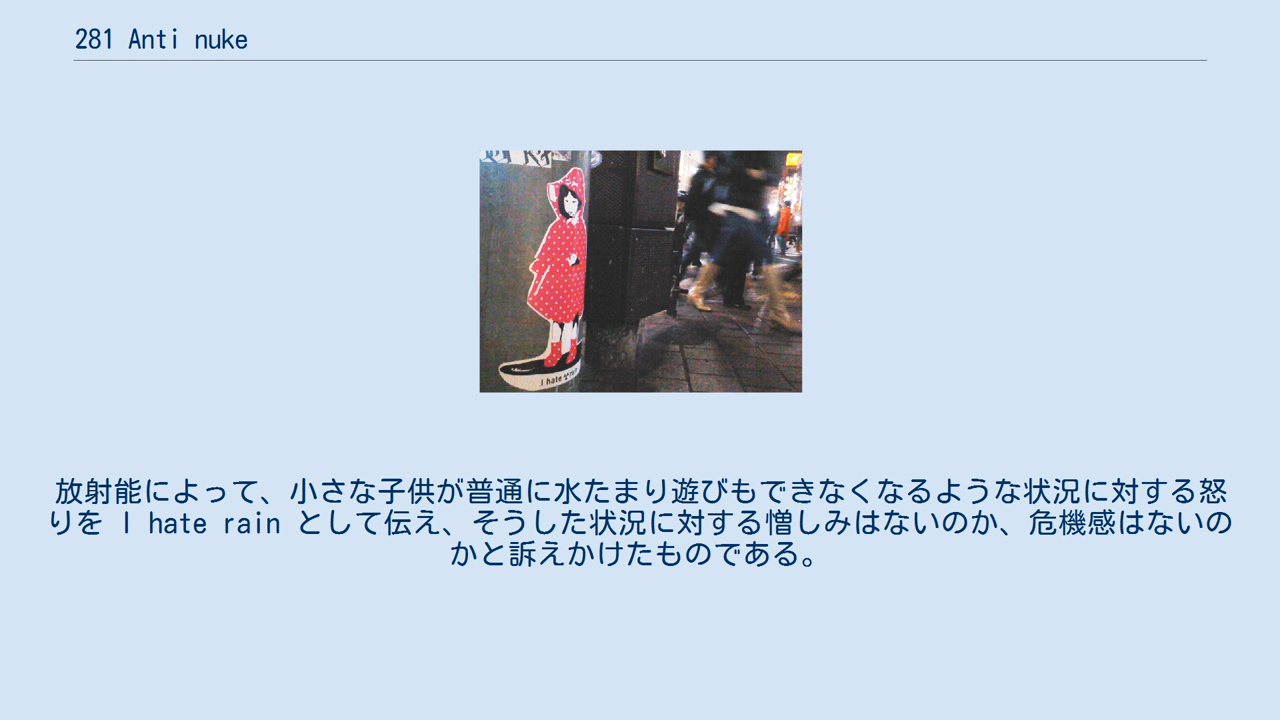 281 Anti nuke
I hate
放射能によって、小さな子供が普通に水たまり遊びもできなくなるような状況に対する怒
りを I hate rain として伝え、そうした状況に対する憎しみはないのか、危機感はないの
かと訴えかけたものである。